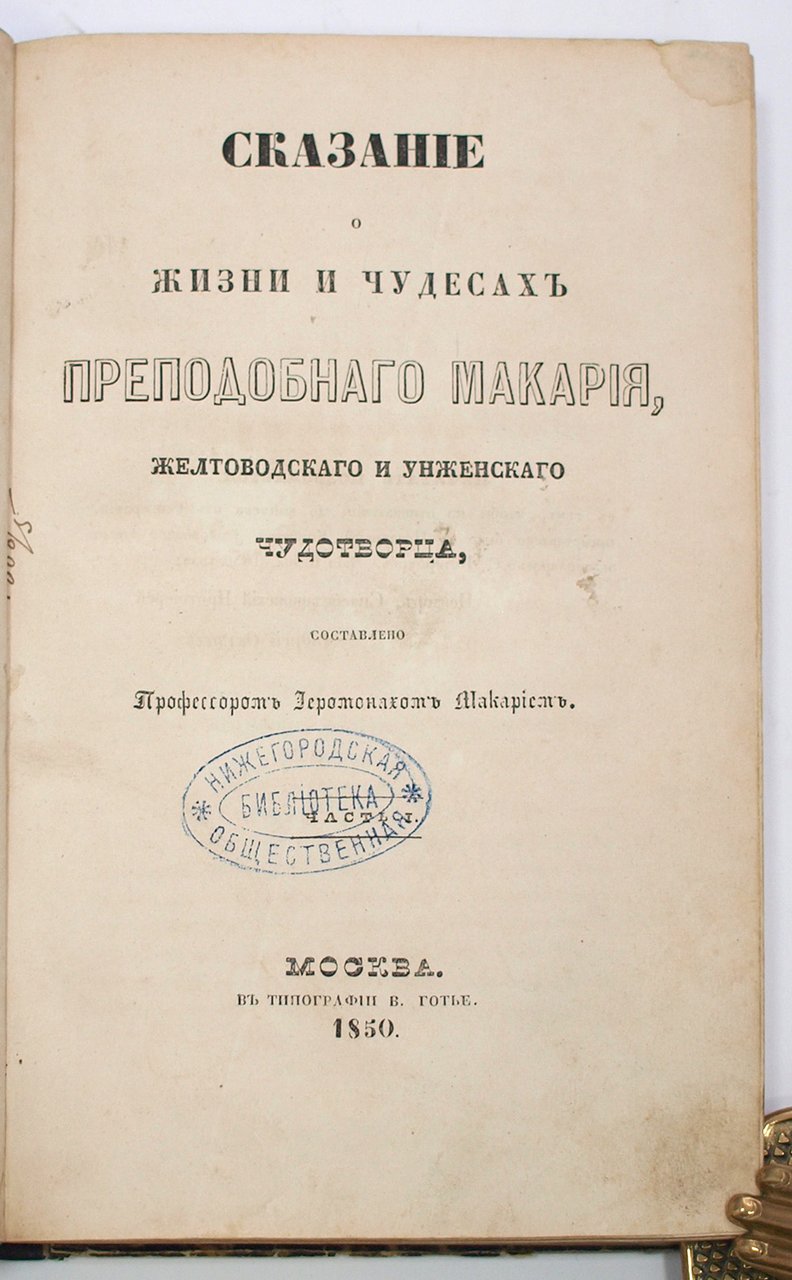 СКАЗАНІЕ
О
ЖИЗНИ И ЧУДЕСАХЪ
ПРЕПОДОБНАГО МАКАРІЯ,
ЖЕЛТОВОДСКАГО И УНЖЕНСКАГО
ЧУДОТВОРЦА,
СОСТАВЛЕНО
Профессоромъ Іеромонахомъ Макаріемъ.
НИЖЕГОРОДСКАЯ
БИБЛІОТЕКА
ОБЩЕСТВЕННАЯ
ЧАСТЬ I.
МОСКВА.
ВЪ ТИПОГРАФІИ В. ГОТЬЕ.
1850.